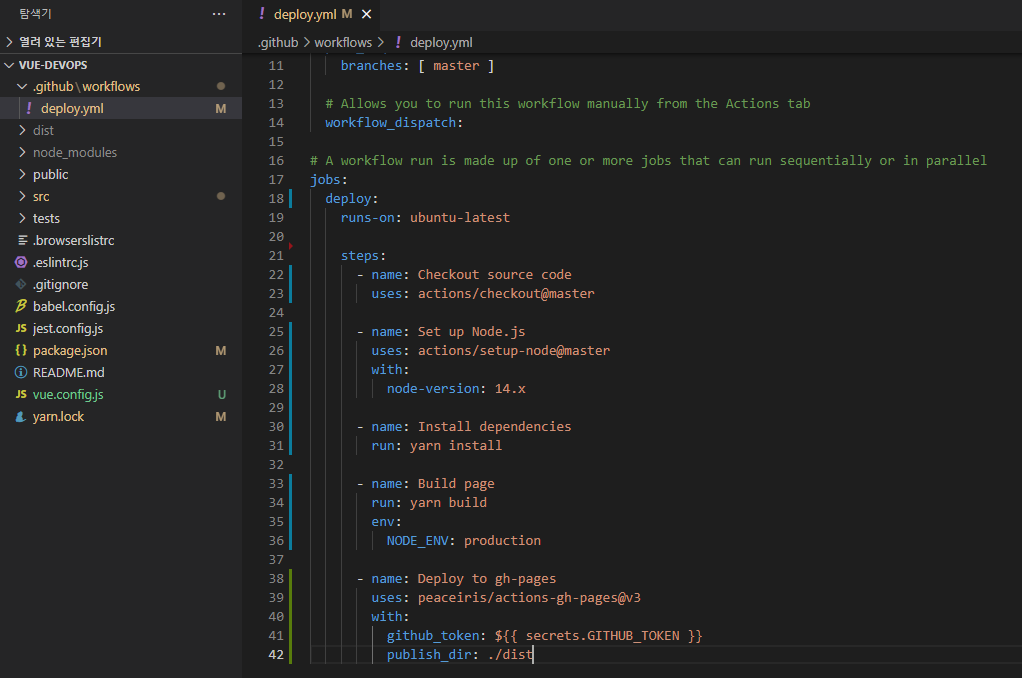 탐색기 ···
열려 있는 편집기
VUE-DEVOPS
.github\workflows
! deploy.yml M
dist
node_modules
public
src
tests
.browserslistrc
.eslintrc.js
.gitignore
babel.config.js
JS jest.config.js
{} package.json M
README.md
JS vue.config.js U
yarn.lock M
! deploy.yml M ×
.github > workflows > ! deploy.yml
11 branches: [ master ]
12
13 # Allows you to run this workflow manually from the Actions tab
14 workflow_dispatch:
15
16 # A workflow run is made up of one or more jobs that can run sequentially or in parallel
17 jobs:
18 deploy:
19 runs-on: ubuntu-latest
20
21 steps:
22 - name: Checkout source code
23 uses: actions/checkout@master
24
25 - name: Set up Node.js
26 uses: actions/setup-node@master
27 with:
28 node-version: 14.x
29
30 - name: Install dependencies
31 run: yarn install
32
33 - name: Build page
34 run: yarn build
35 env:
36 NODE_ENV: production
37
38 - name: Deploy to gh-pages
39 uses: peaceiris/actions-gh-pages@v3
40 with:
41 github_token: ${{ secrets.GITHUB_TOKEN }}
42 publish_dir: ./dist